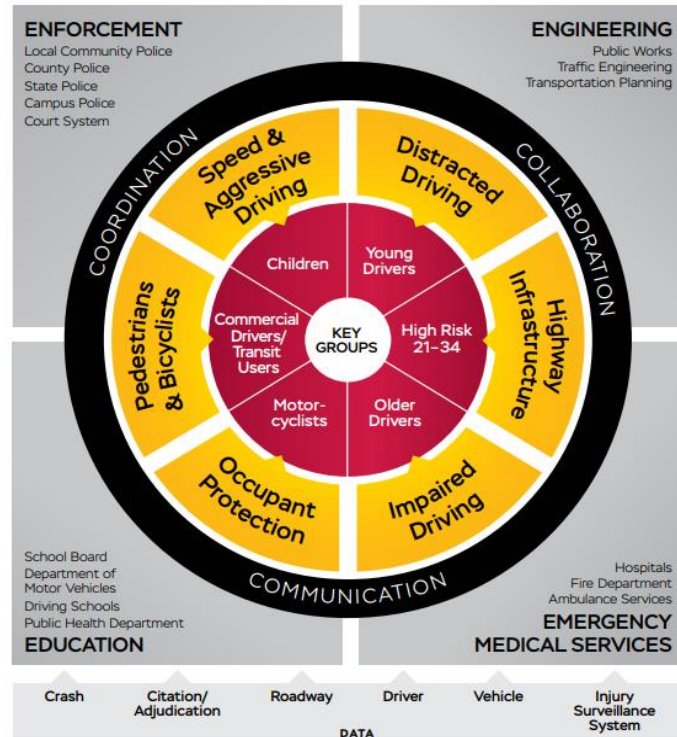 ENFORCEMENT
Local Community Police
County Police
State Police
Campus Police
Court System
ENGINEERING
Public Works
Traffic Engineering
Transportation Planning
COORDINATION
COLLABORATION
COMMUNICATION
Speed &
Aggressive
Driving
Distracted
Driving
Highway
Infrastructure
Impaired
Driving
Occupant
Protection
Pedestrians
& Bicyclists
Children
Young
Drivers
High Risk
21–34
Older
Drivers
Motor-
cyclists
Commercial
Drivers/
Transit
Users
KEY
GROUPS
School Board
Department of
Motor Vehicles
Driving Schools
Public Health Department
EDUCATION
Hospitals
Fire Department
Ambulance Services
EMERGENCY
MEDICAL SERVICES
Crash
Citation/
Adjudication
Roadway
Driver
Vehicle
Injury
Surveillance
System
DATA